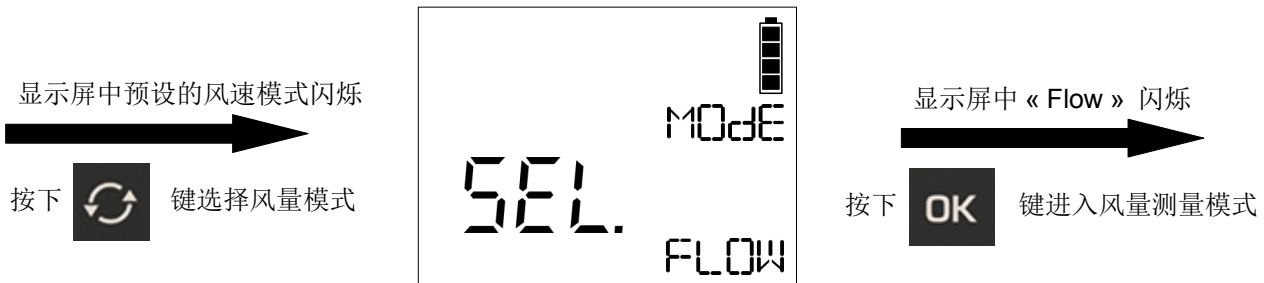 显示屏中预设的风速模式闪烁
按下 键选择风量模式
MOdE
SEL.
FLOW
显示屏中 « Flow » 闪烁
按下 OK 键进入风量测量模式